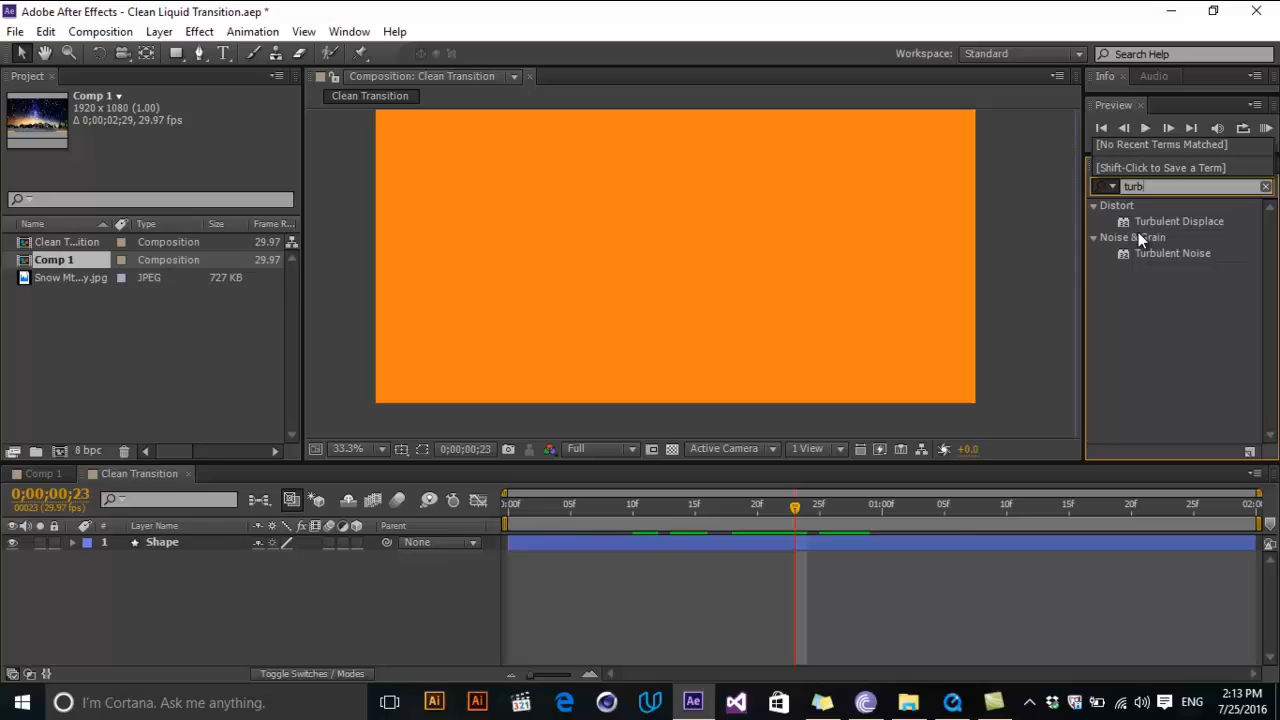 Adobe After Effects - Clean Liquid Transition.aep *
File Edit Composition Layer Effect Animation View Window Help
Workspace: Standard Search Help
Project
Composition: Clean Transition
Info Audio
Clean Transition
Comp 1
1920 x 1080 (1.00)
Δ 0;00;02;29, 29.97 fps
Preview
[No Recent Terms Matched]
[Shift-Click to Save a Term]
turb
Distort
Turbulent Displace
Noise & Grain
Turbulent Noise
Name Type Size Frame R...
Clean T...ition Composition 29.97
Comp 1 Composition 29.97
Snow Mt...y.jpg JPEG 727 KB
8 bpc
33.3% 0;00;00;23 Full Active Camera 1 View +0.0
Comp 1 Clean Transition
0;00;00;23
00023 (29.97 fps)
0:00F 05F 10F 15F 20F 25F 01:00F 05F 10F 15F 20F 25F 02:0
# Layer Name Parent
1 Shape None
Toggle Switches / Modes
I'm Cortana. Ask me anything.
ENG
2:13 PM
7/25/2016